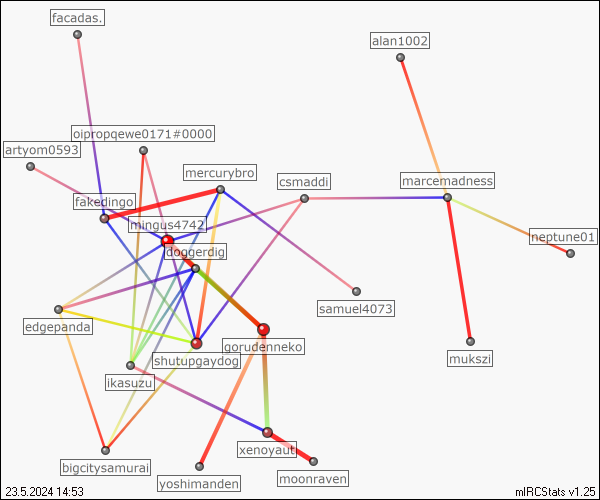 facadas.
alan1002
oipropqewe0171#0000
artyom0593
mercurybro
csmaddi
marcemadness
fakedingo
mingus4742
neptune01
doggerdig
samuel4073
edgepanda
gorudenneko
shutupgaydog
mukszi
ikasuzu
xenoyaut
bigcitysamurai
moonraven
yoshimanden
23.5.2024 14:53
mIRCStats v1.25